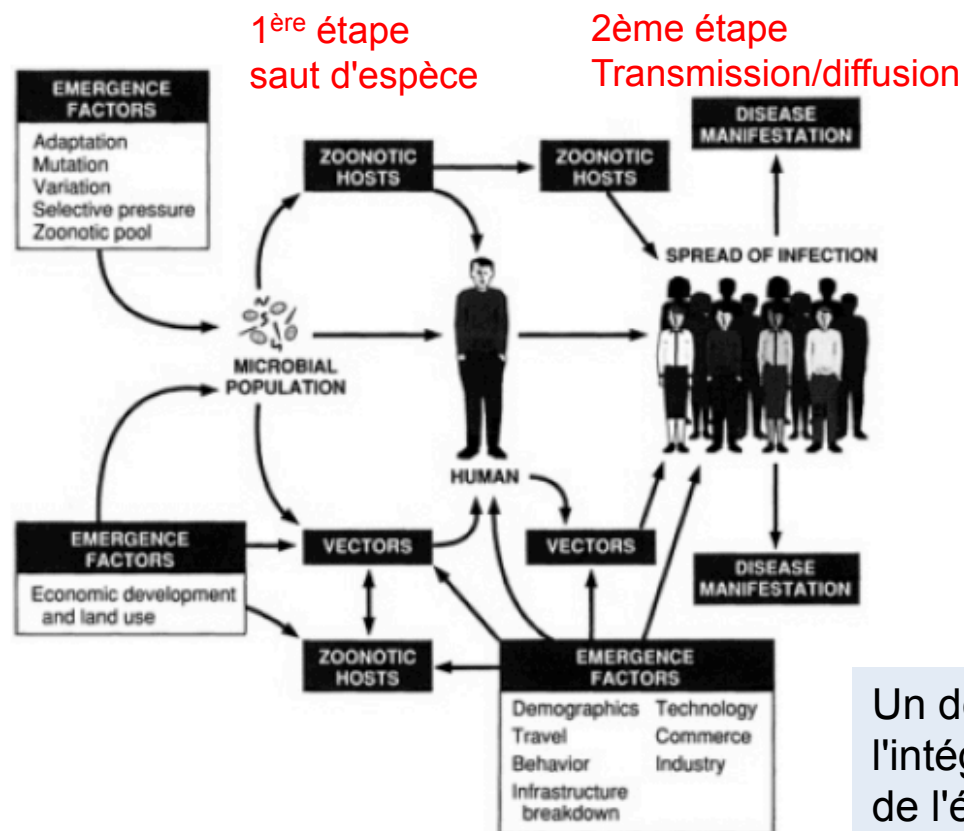 1ère étape
saut d'espèce
2ème étape
Transmission/diffusion
EMERGENCE
FACTORS
Adaptation
Mutation
Variation
Selective pressure
Zoonotic pool
ZOONOTIC
HOSTS
ZOONOTIC
HOSTS
DISEASE
MANIFESTATION
SPREAD OF INFECTION
MICROBIAL
POPULATION
HUMAN
EMERGENCE
FACTORS
Economic development
and land use
VECTORS
VECTORS
DISEASE
MANIFESTATION
ZOONOTIC
HOSTS
EMERGENCE
FACTORS
Demographics Technology
Travel Commerce
Behavior Industry
Infrastructure
breakdown
Un
de l'